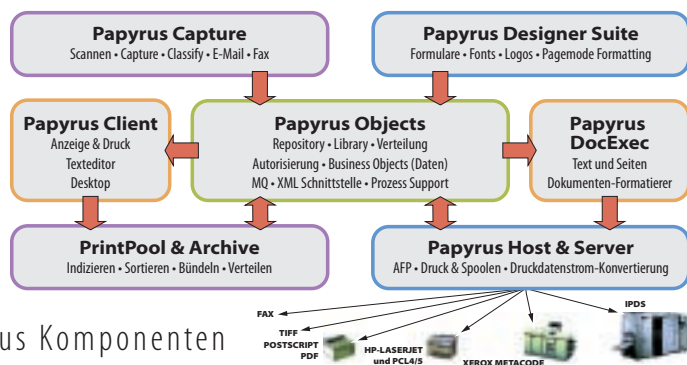 Papyrus Capture
Scannen • Capture • Classify • E-Mail • Fax
Papyrus Designer Suite
Formulare • Fonts • Logos • Pagemode Formatting
Papyrus Client
Anzeige & Druck
Texteditor
Desktop
Papyrus Objects
Repository • Library • Verteilung
Autorisierung • Business Objects (Daten)
MQ • XML Schnittstelle • Prozess Support
Papyrus
DocExec
Text und Seiten
Dokumenten-Formatierer
PrintPool & Archive
Indizieren • Sortieren • Bündeln • Verteilen
Papyrus Host & Server
AFP • Druck & Spoolen • Druckdatenstrom-Konvertierung
FAX
TIFF
POSTSCRIPT
PDF
HP-LASERJET
und PCL4/5
XEROX METACODE
IPDS
us Komponenten